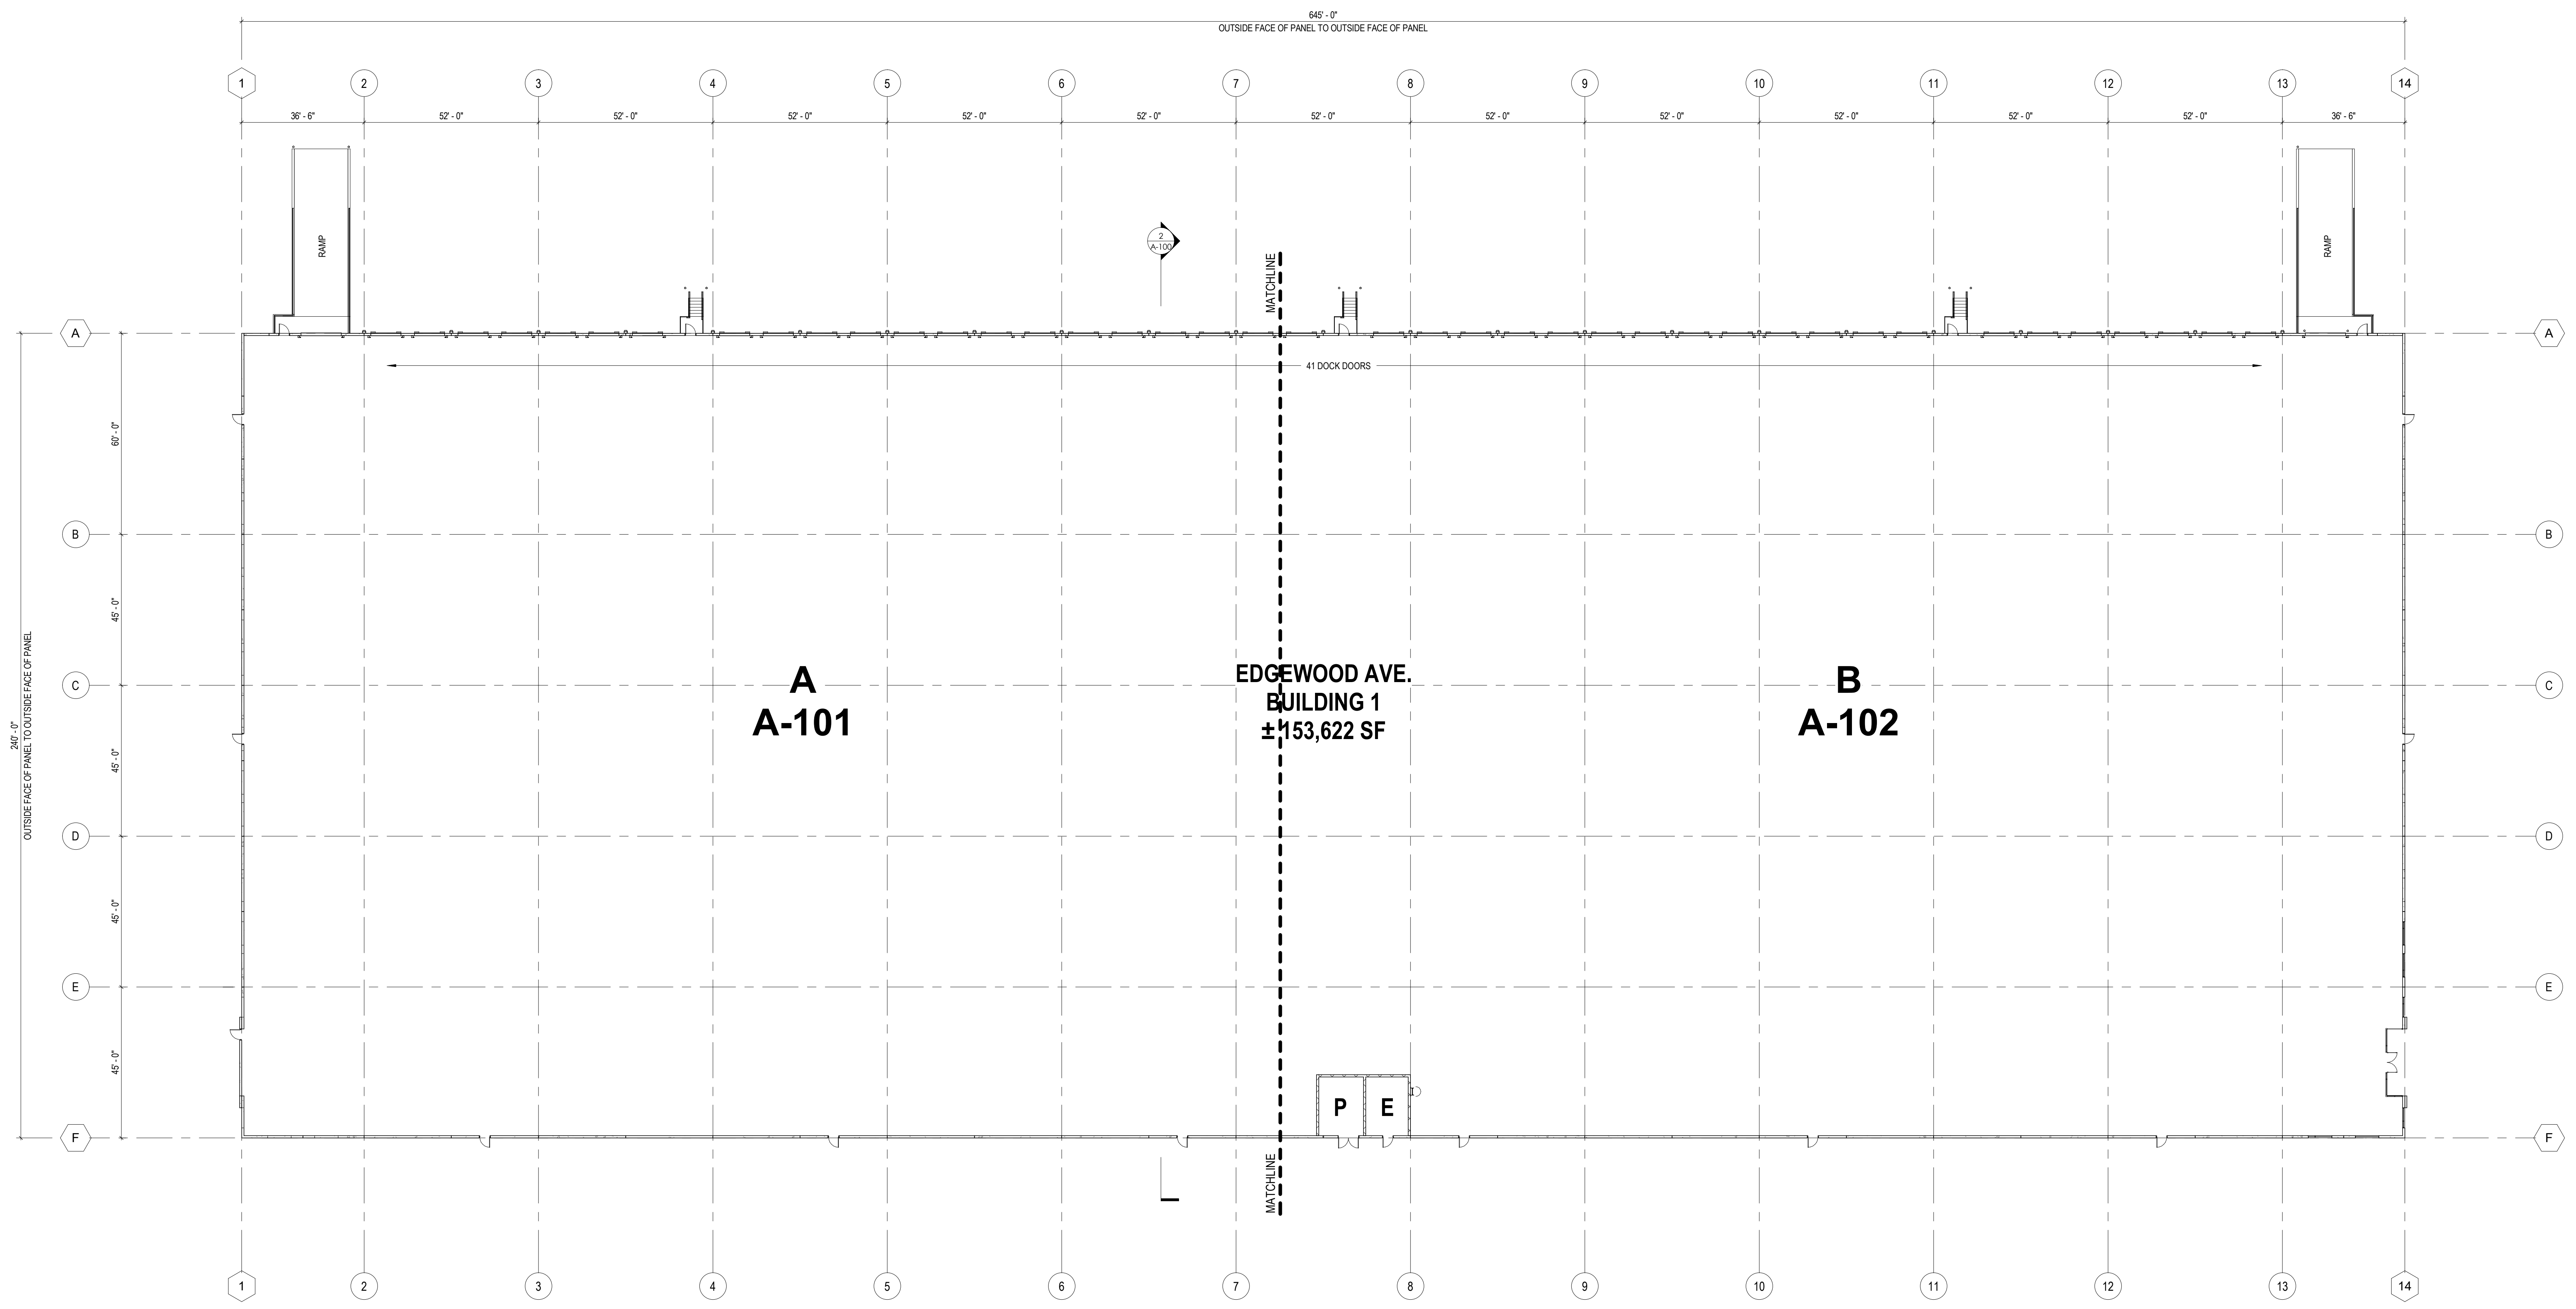 645' - 0"
OUTSIDE FACE OF PANEL TO OUTSIDE FACE OF PANEL
1 2 3 4 5 6 7 8 9 10 11 12 13 14
36' - 6" 52' - 0" 52' - 0" 52' - 0" 52' - 0" 52' - 0" 52' - 0" 52' - 0" 52' - 0" 52' - 0" 52' - 0" 52' - 0" 36' - 6"
RAMP
2
A-100
MATCHLINE
RAMP
A A
41 DOCK DOORS
60' - 0"
B B
45' - 0"
240' - 0"
OUTSIDE FACE OF PANEL TO OUTSIDE FACE OF PANEL
C C
A
A-101
EDGEWOOD AVE.
BUILDING 1
± 153,622 SF
B
A-102
45' - 0"
D D
45' - 0"
E E
45' - 0"
P E
F F
MATCHLINE
1 2 3 4 5 6 7 8 9 10 11 12 13 14